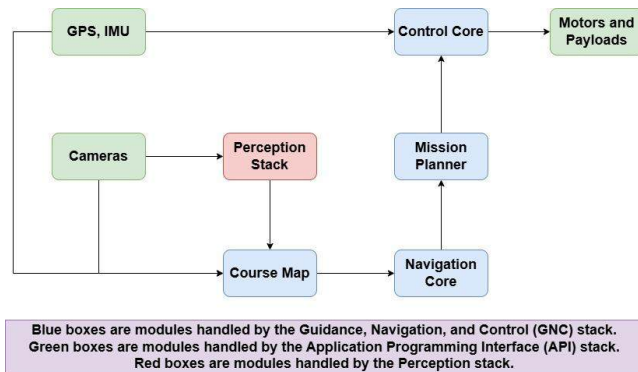 GPS, IMU
Control Core
Motors and
Payloads
Cameras
Perception
Stack
Mission
Planner
Course Map
Navigation
Core
Blue boxes are modules handled by the Guidance, Navigation, and Control (GNC) stack.
Green boxes are modules handled by the Application Programming Interface (API) stack.
Red boxes are modules handled by the Perception stack.